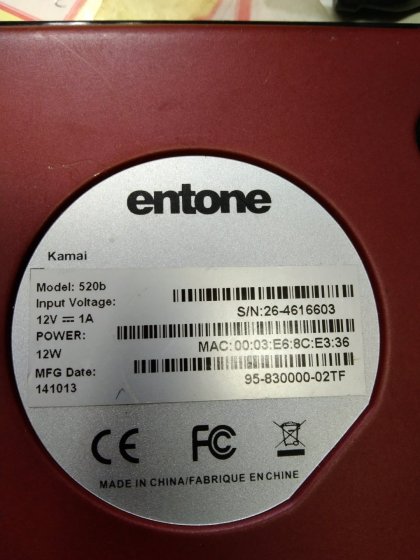 entone
Kamai
Model: 520b
Input Voltage:
12V ⎓ 1A
S/N:26-4616603
POWER:
12W
MAC:00:03:E6:8C:E3:36
MFG Date:
141013
95-830000-02TF
CE FC
MADE IN CHINA/FABRIQUE EN CHINE